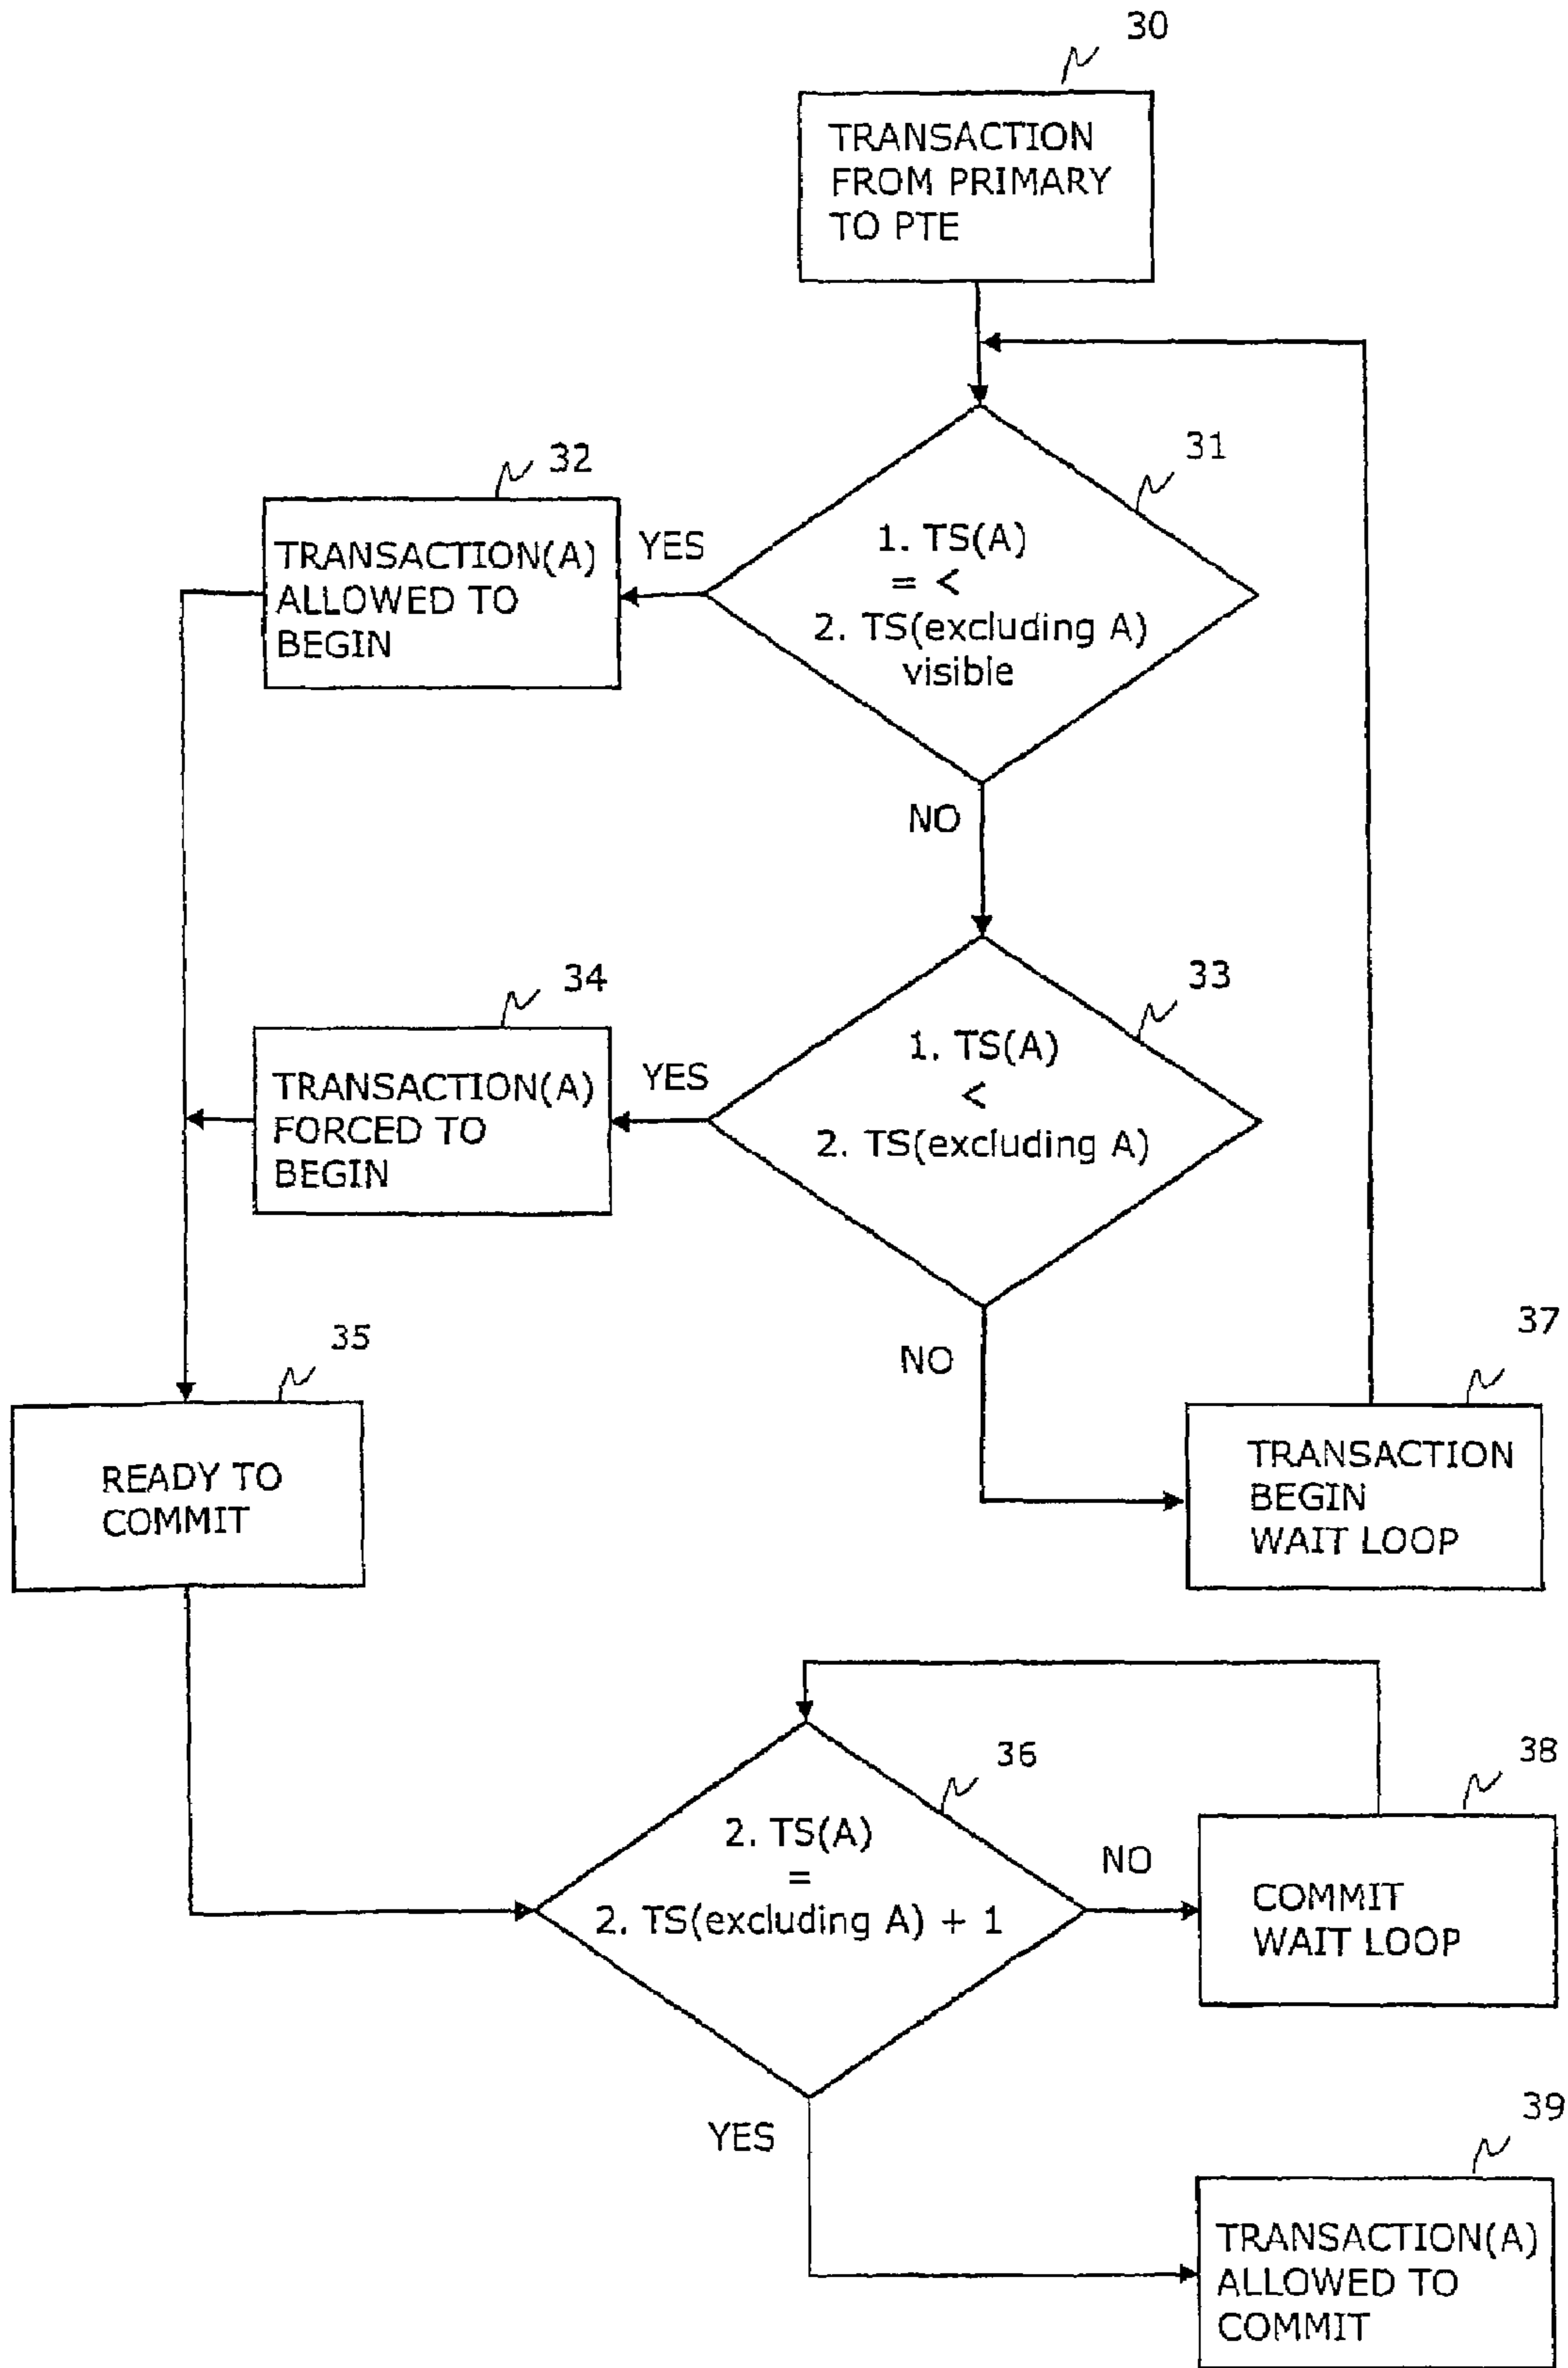 30
TRANSACTION
FROM PRIMARY
TO PTE
31
1. TS(A)
= <
2. TS(excluding A)
visible
YES
32
TRANSACTION(A)
ALLOWED TO
BEGIN
NO
33
1. TS(A)
<
2. TS(excluding A)
YES
34
TRANSACTION(A)
FORCED TO
BEGIN
NO
35
READY TO
COMMIT
37
TRANSACTION
BEGIN
WAIT LOOP
36
2. TS(A)
=
2. TS(excluding A) + 1
NO
38
COMMIT
WAIT LOOP
YES
39
TRANSACTION(A)
ALLOWED TO
COMMIT